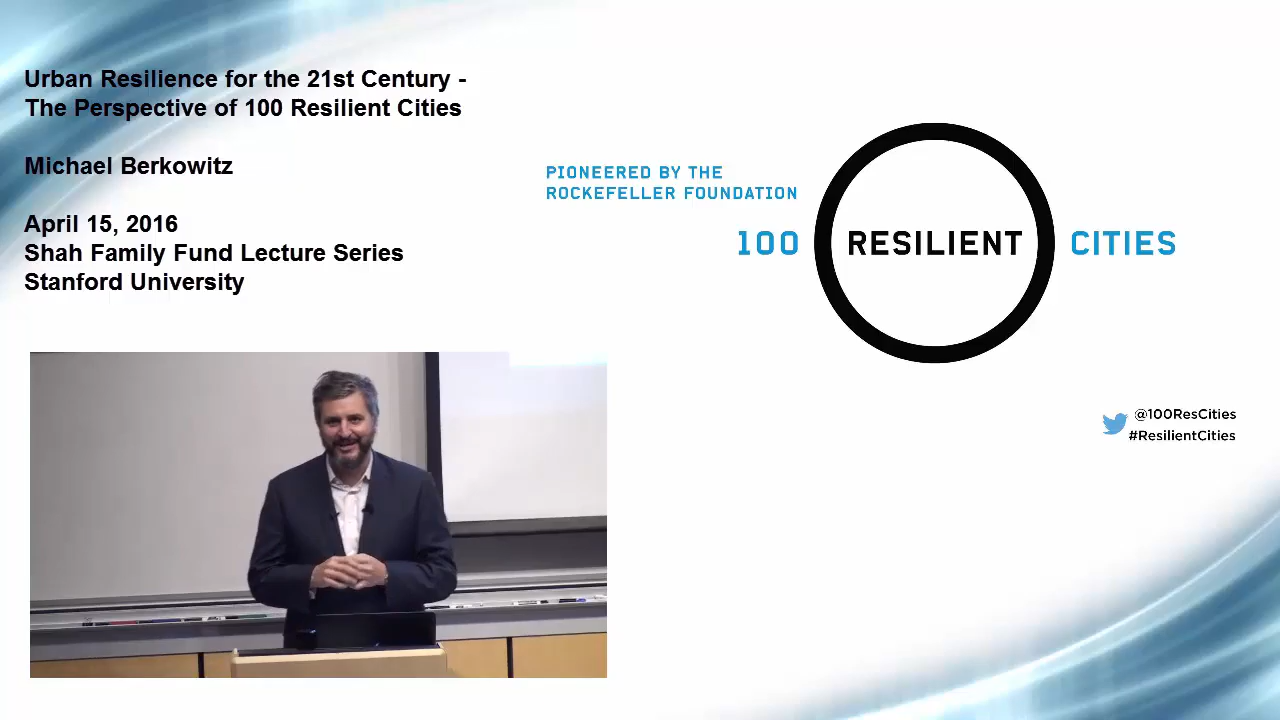 Urban Resilience for the 21st Century -
The Perspective of 100 Resilient Cities
Michael Berkowitz
April 15, 2016
Shah Family Fund Lecture Series
Stanford University
PIONEERED BY THE
ROCKEFELLER FOUNDATION
100 RESILIENT CITIES
@100ResCities
#ResilientCities